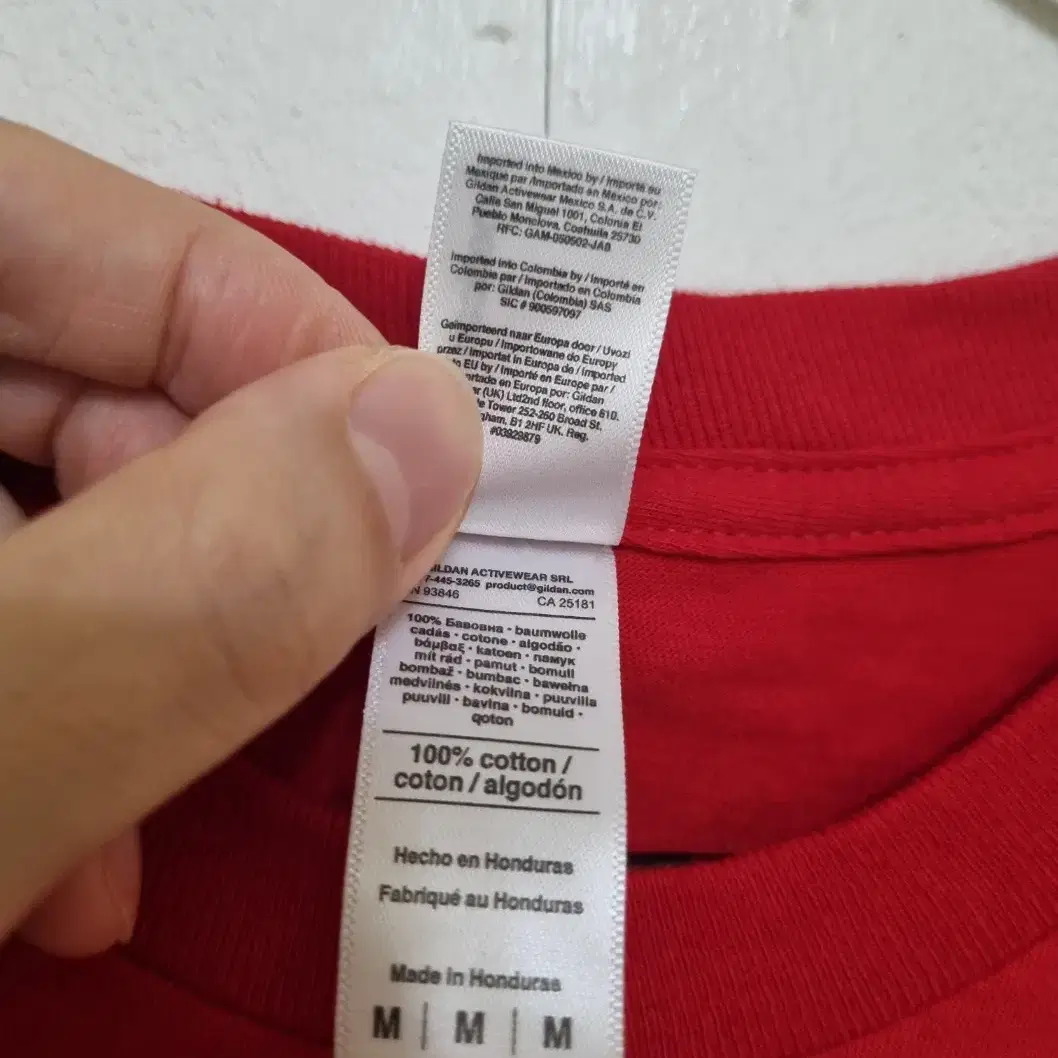 Imported into Mexico by / Importé au
Mexique par /Importado en México por:
Gildan Activewear Mexico S.A. de C.V.
Calle San Miguel 1001, Colonia El
Pueblo Monclova, Coahuila 25730
RFC: GAM-050502-JA8
Imported into Colombia by / Importé en
Colombie par / Importado en Colombia
por: Gildan (Colombia) SAS
SIC # 900597097
Geïmporteerd naar Europa door / Uvozi
u Europu / Importowane do Europy
przez / Importat în Europa de / Imported
EU by / Importé en Europe par /
en Europa por: Gildan
(UK) Ltd2nd floor, office 610.
Tower 252-260 Broad St.
B1 2HF UK. Reg.
#03929879
ACTIVEWEAR SRL
7-445-3265 product@gildan.com
93846 CA 25181
100% Бавовна • baumwolle
cadás • cotone • algodão •
βάμβαξ • katoen • памук
mít rád • pamut • bomull
bombaž • bumbac • bawełna
medvilnės • kokvilna • puuvilla
puuvill • bavlna • bomuld •
qoton
100% cotton /
coton / algodón
Hecho en Honduras
Fabriqué au Honduras
Made in Honduras
M | M | M